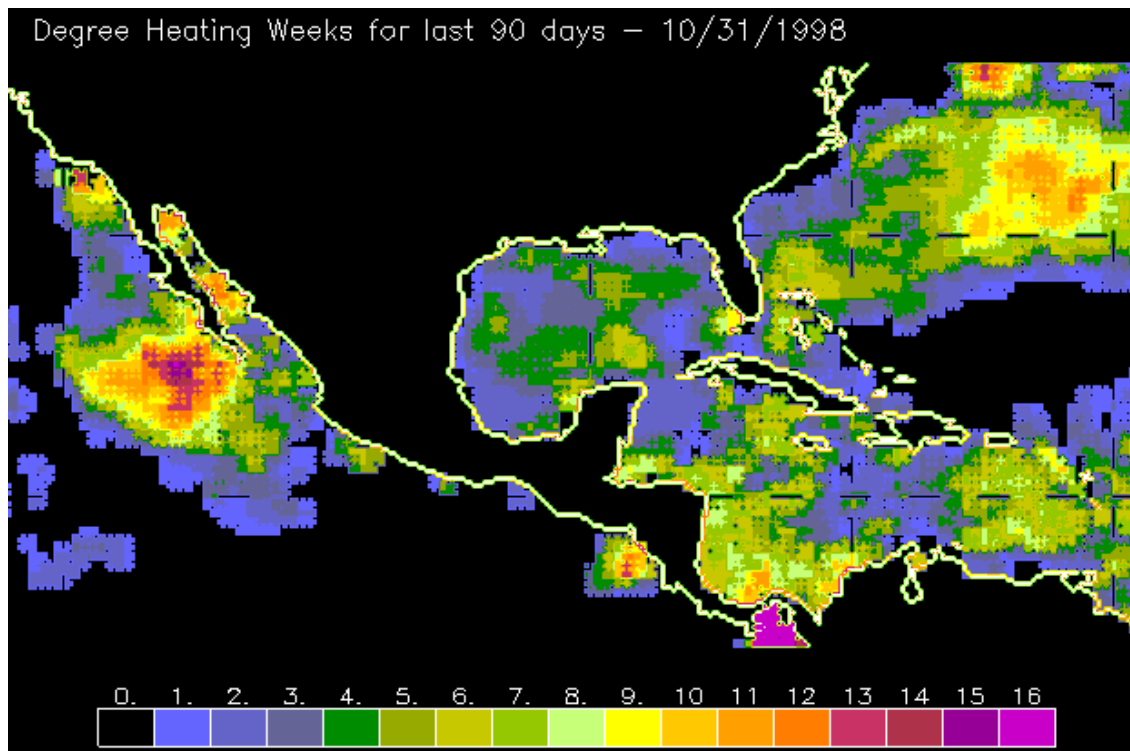 Degree Heating Weeks for last 90 days – 10/31/1998
0. 1. 2. 3. 4. 5. 6. 7. 8. 9. 10 11 12 13 14 15 16